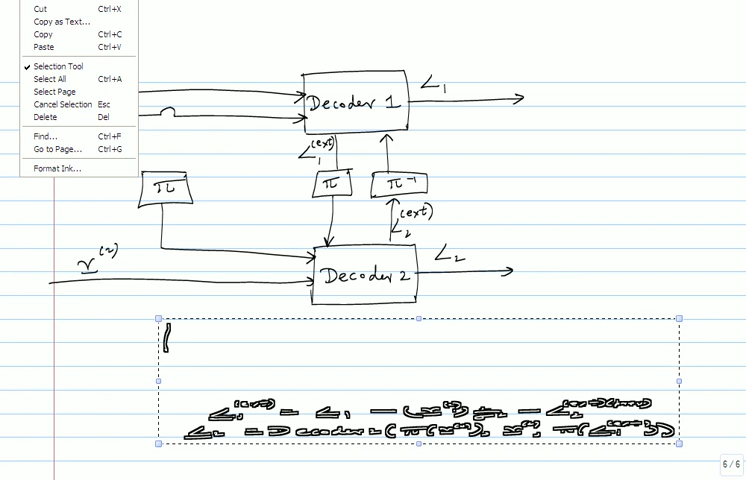 Cut Ctrl+X
Copy as Text...
Copy Ctrl+C
Paste Ctrl+V
Selection Tool
Select All Ctrl+A
Select Page
Cancel Selection Esc
Delete Del
Find... Ctrl+F
Go to Page... Ctrl+G
Format Ink...
Decoder 1
L₁
L₁^(ext)
π
π
π⁻¹
L₂^(ext)
r^(2)
Decoder 2
L₂
6 / 6